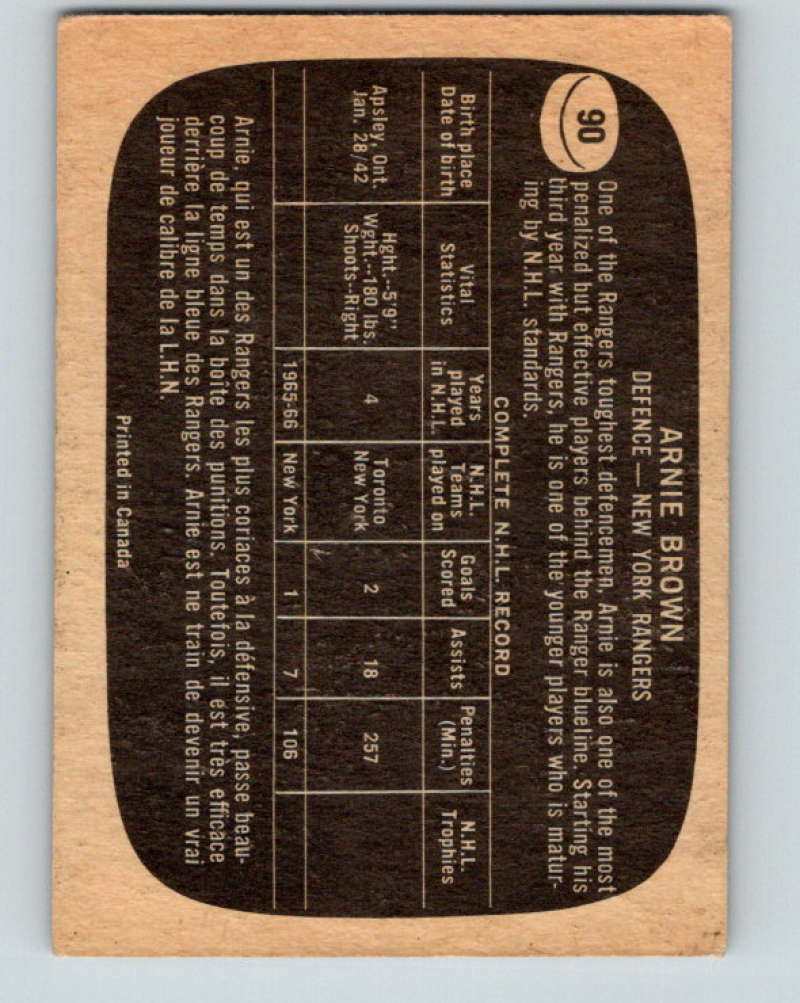 90
ARNIE BROWN
DEFENCE — NEW YORK RANGERS
One of the Rangers toughest defencemen, Arnie is also one of the most
penalized but effective players behind the Ranger blueline. Starting his
third year with Rangers, he is one of the younger players who is matur-
ing by N.H.L. standards.
COMPLETE N.H.L. RECORD
Birth place
Date of birth
Vital
Statistics
Years
played
in N.H.L.
N.H.L.
Teams
played on
Goals
Scored
Assists
Penalties
(Min.)
N.H.L.
Trophies
Apsley, Ont.
Jan. 28/42
Hght.--5'9"
Wght.--180 lbs.
Shoots--Right
4
Toronto
New York
2
18
257
1965-66
New York
1
7
106
Arnie, qui est un des Rangers les plus coriaces à la défensive, passe beau-
coup de temps dans la boîte des punitions. Toutefois, il est très efficace
derrière la ligne bleue des Rangers. Arnie est ne train de devenir un vrai
joueur de calibre de la L.H.N.
Printed in Canada